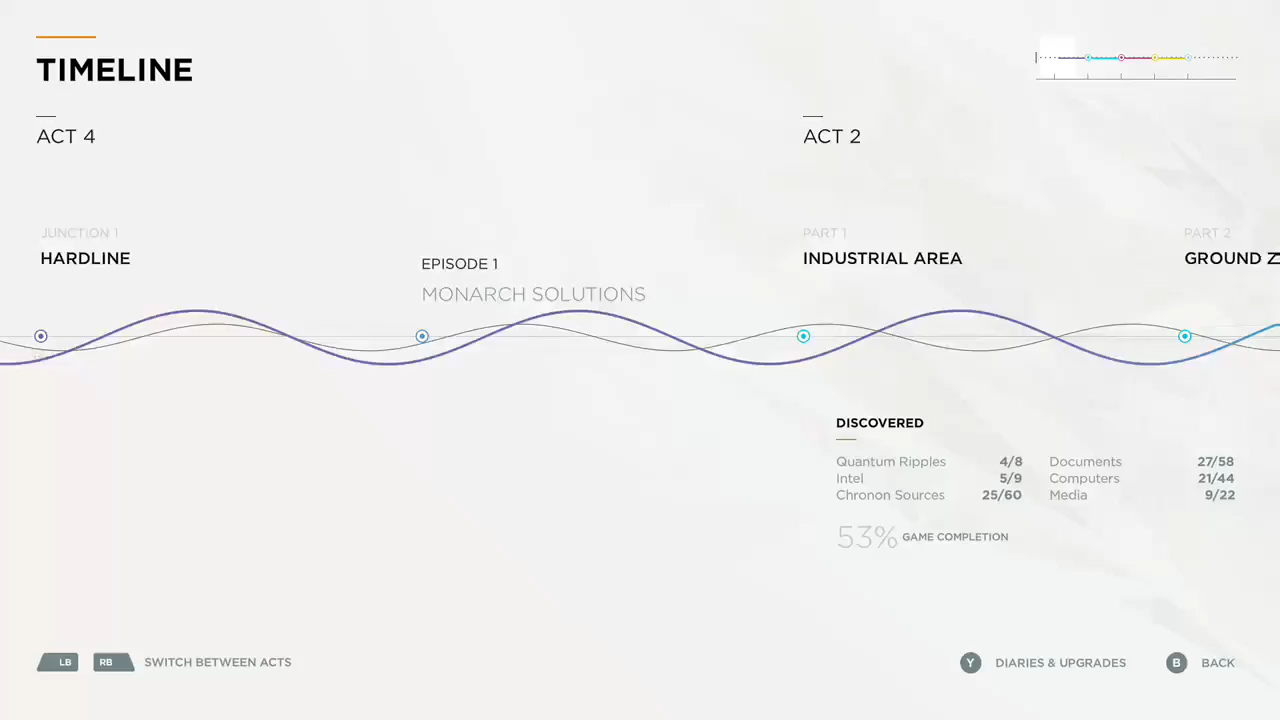 TIMELINE
ACT 4
ACT 2
JUNCTION 1
HARDLINE
EPISODE 1
MONARCH SOLUTIONS
PART 1
INDUSTRIAL AREA
PART 2
GROUND
DISCOVERED
Quantum Ripples 4/8 Documents 27/58
Intel 5/9 Computers 21/44
Chronon Sources 25/60 Media 9/22
53% GAME COMPLETION
LB RB SWITCH BETWEEN ACTS
Y DIARIES & UPGRADES B BACK